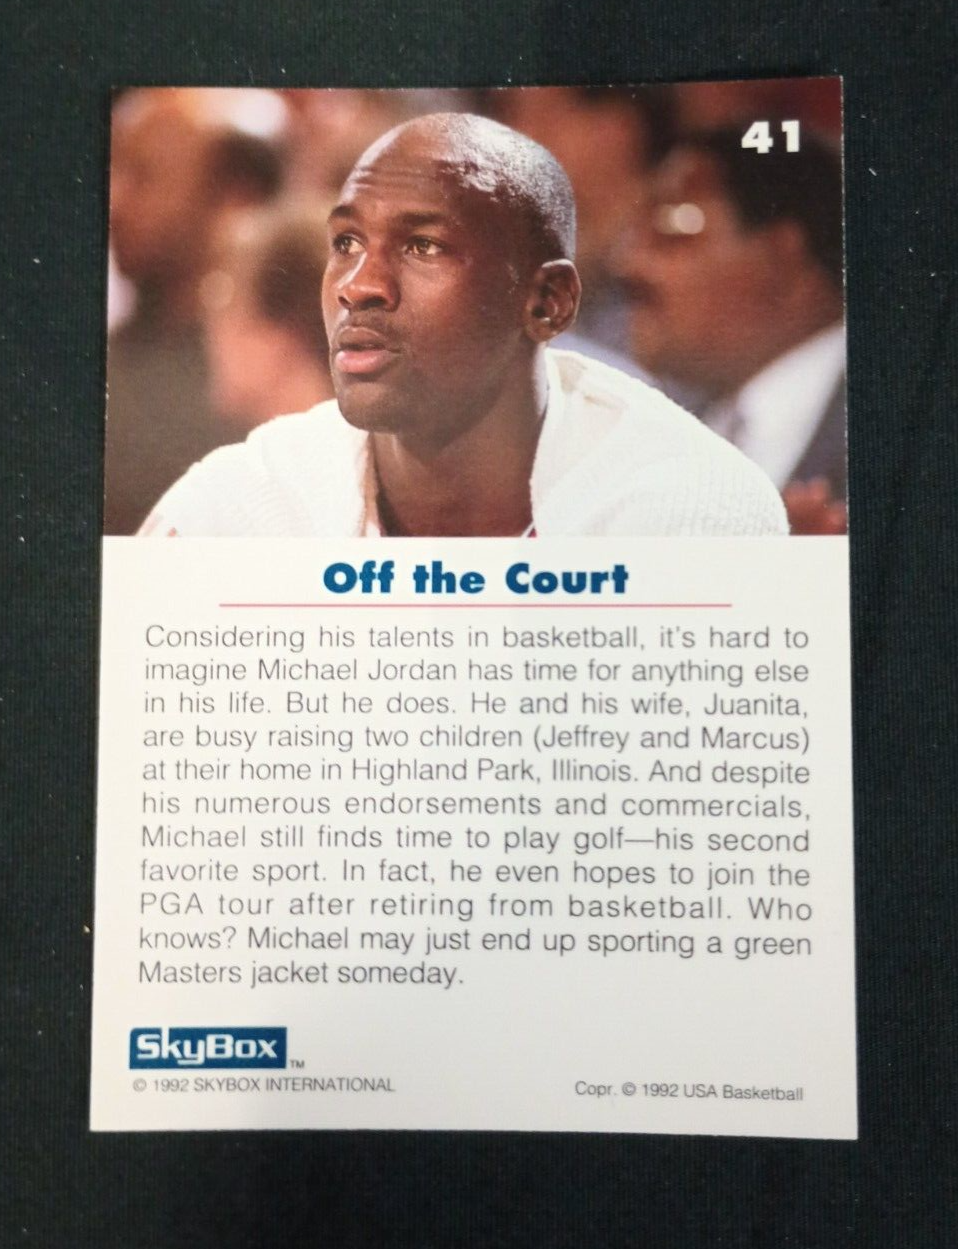 41
Off the Court
Considering his talents in basketball, it's hard to
imagine Michael Jordan has time for anything else
in his life. But he does. He and his wife, Juanita,
are busy raising two children (Jeffrey and Marcus)
at their home in Highland Park, Illinois. And despite
his numerous endorsements and commercials,
Michael still finds time to play golf—his second
favorite sport. In fact, he even hopes to join the
PGA tour after retiring from basketball. Who
knows? Michael may just end up sporting a green
Masters jacket someday.
SkyBox TM
© 1992 SKYBOX INTERNATIONAL
Copr. © 1992 USA Basketball